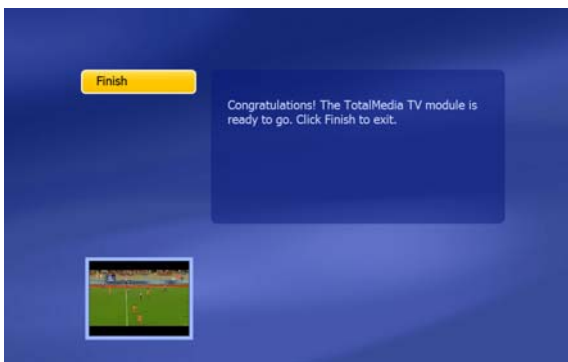 Finish
Congratulations! The TotalMedia TV module is
ready to go. Click Finish to exit.